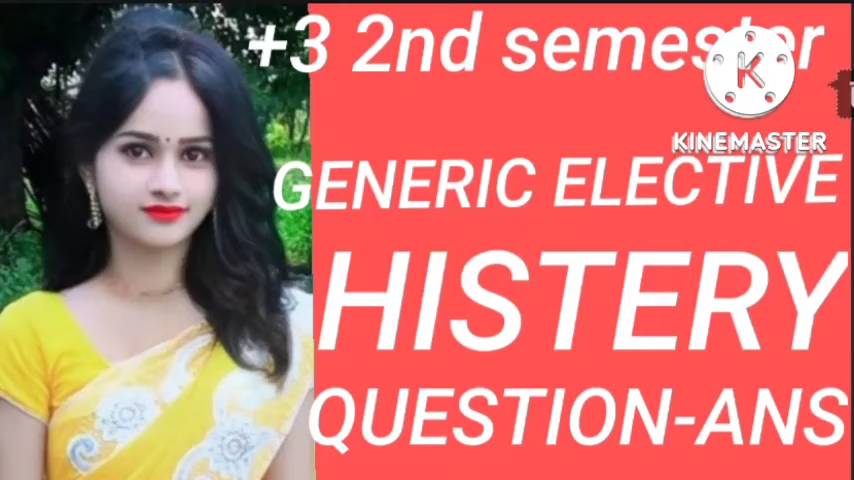 +3 2nd semester
K
KINEMASTER
GENERIC ELECTIVE
HISTERY
QUESTION-ANS